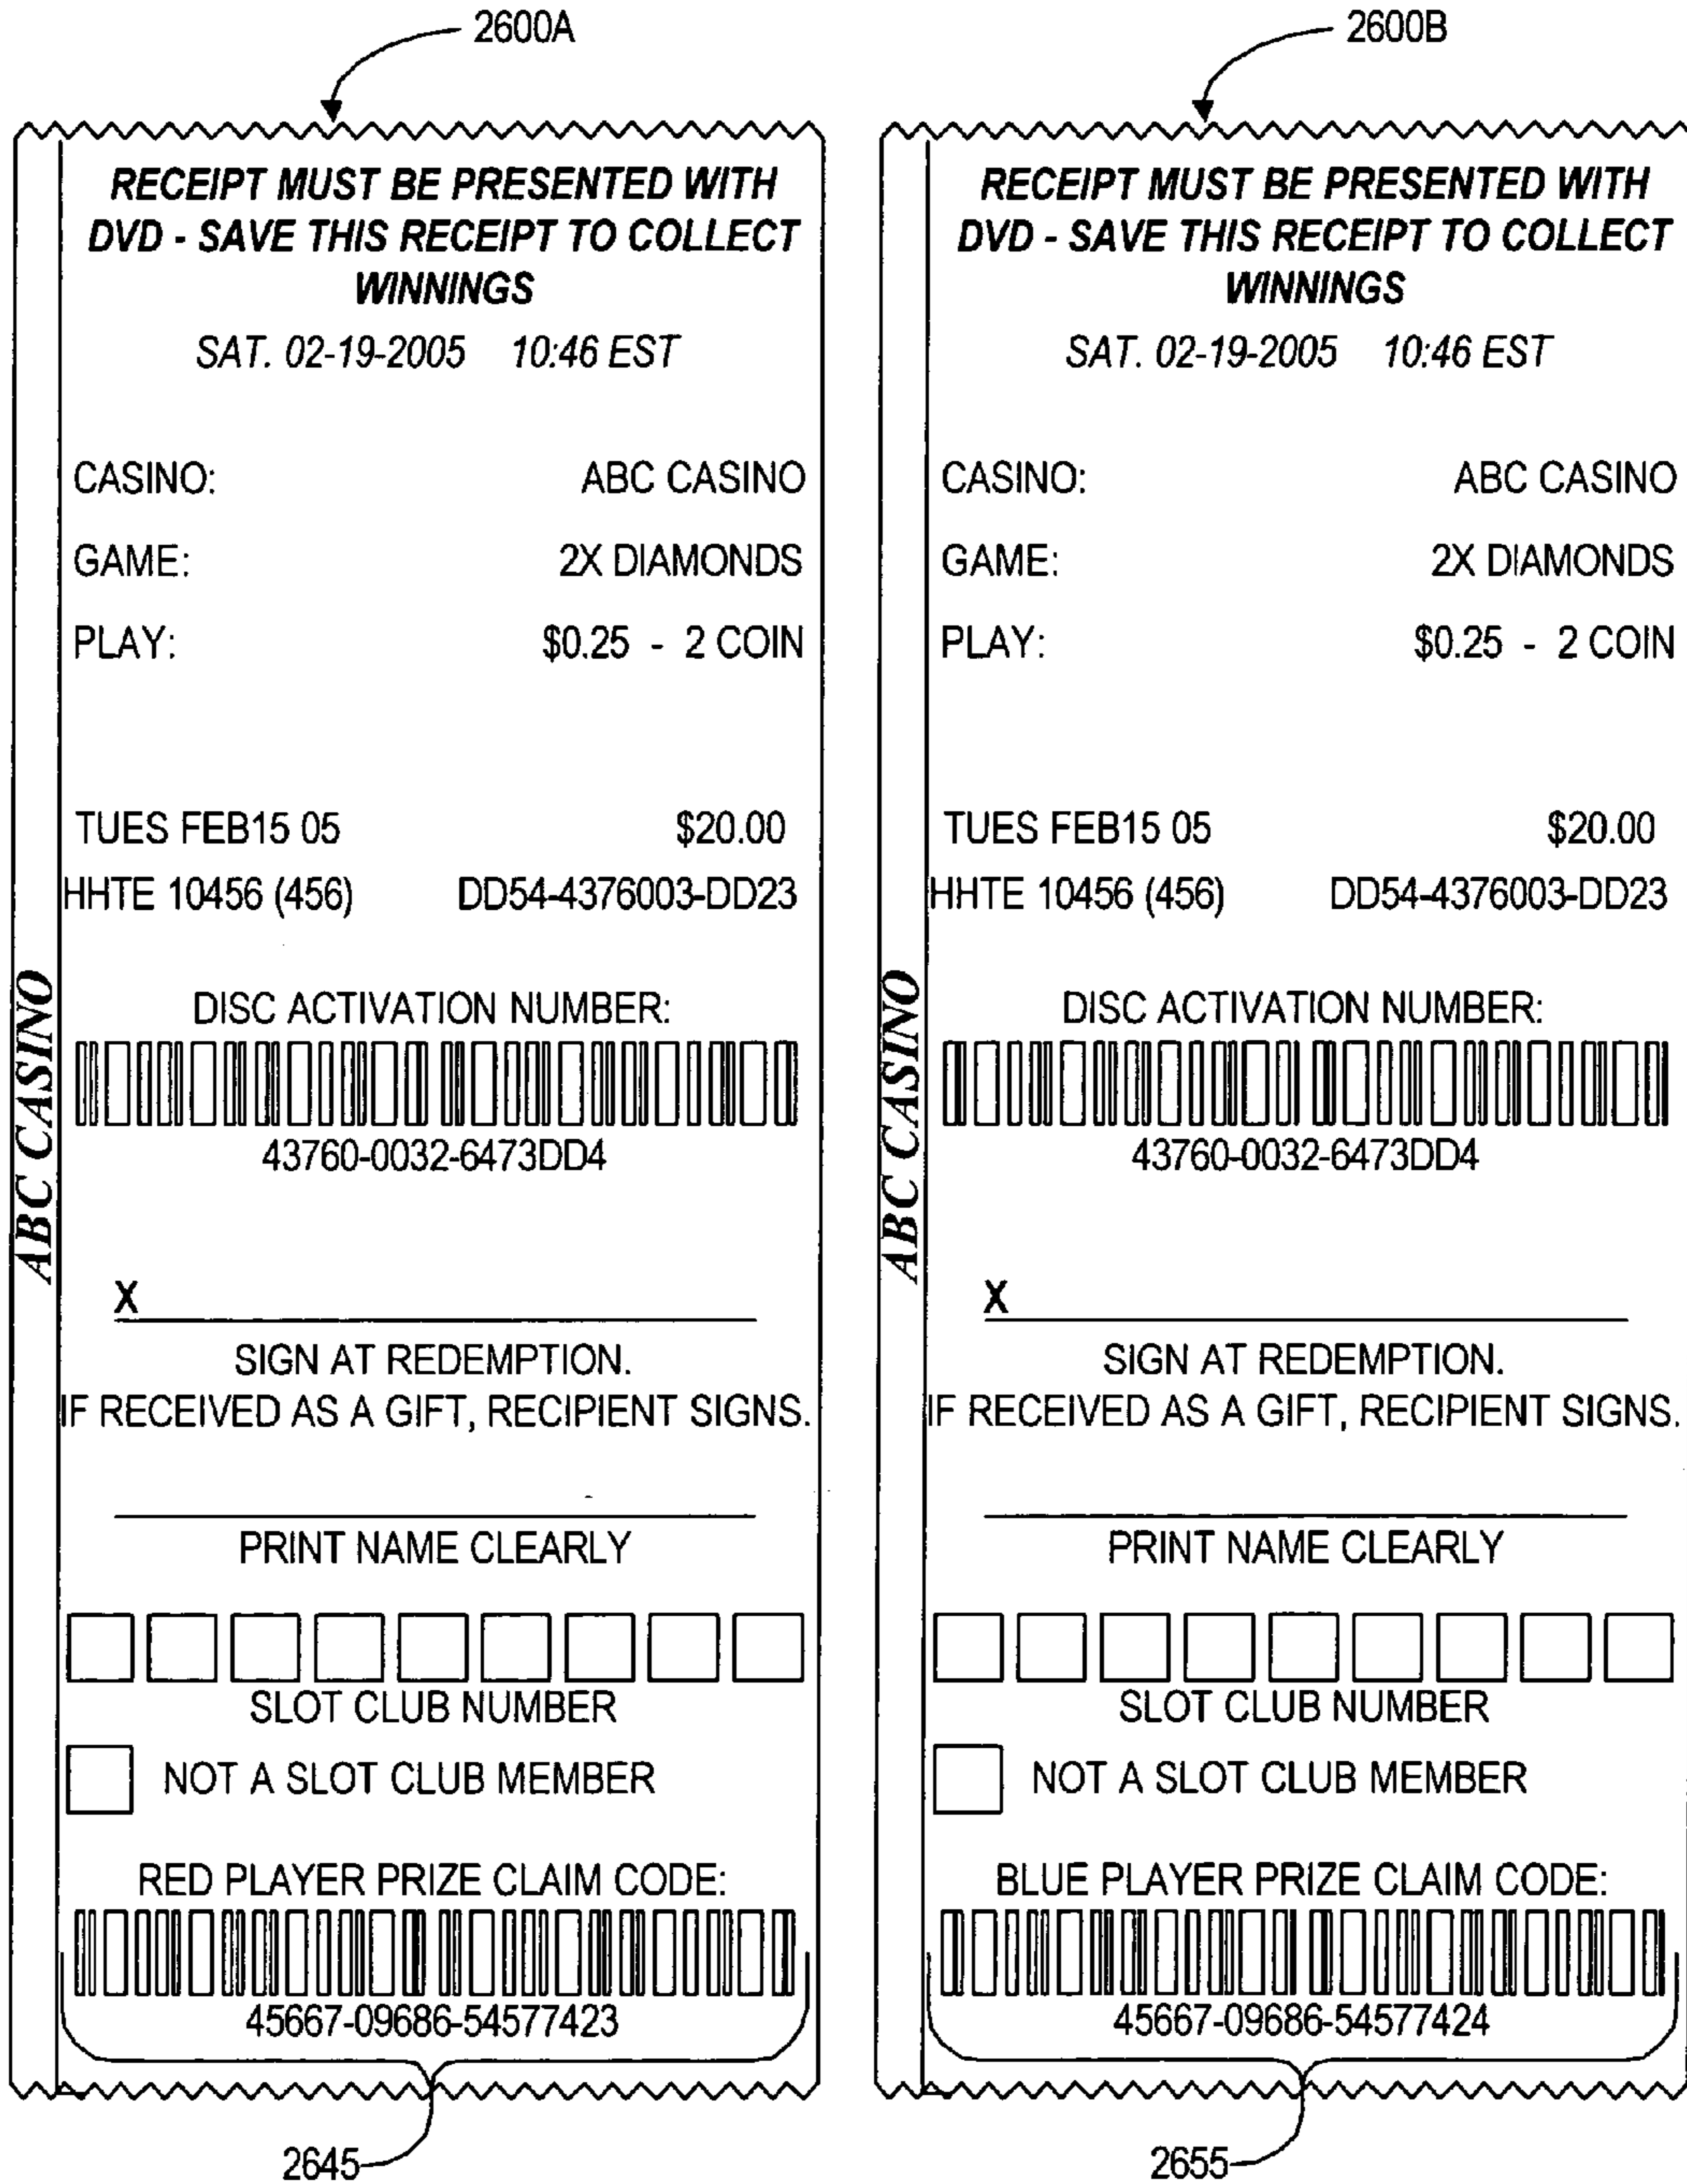 2600A
RECEIPT MUST BE PRESENTED WITH
DVD - SAVE THIS RECEIPT TO COLLECT
WINNINGS
SAT. 02-19-2005 10:46 EST
CASINO: ABC CASINO
GAME: 2X DIAMONDS
PLAY: $0.25 - 2 COIN
TUES FEB15 05 $20.00
HHTE 10456 (456) DD54-4376003-DD23
ABC CASINO
DISC ACTIVATION NUMBER:
43760-0032-6473DD4
X
SIGN AT REDEMPTION.
IF RECEIVED AS A GIFT, RECIPIENT SIGNS.
PRINT NAME CLEARLY
SLOT CLUB NUMBER
NOT A SLOT CLUB MEMBER
RED PLAYER PRIZE CLAIM CODE:
45667-09686-54577423
2645
2600B
RECEIPT MUST BE PRESENTED WITH
DVD - SAVE THIS RECEIPT TO COLLECT
WINNINGS
SAT. 02-19-2005 10:46 EST
CASINO: ABC CASINO
GAME: 2X DIAMONDS
PLAY: $0.25 - 2 COIN
TUES FEB15 05 $20.00
HHTE 10456 (456) DD54-4376003-DD23
ABC CASINO
DISC ACTIVATION NUMBER:
43760-0032-6473DD4
X
SIGN AT REDEMPTION.
IF RECEIVED AS A GIFT, RECIPIENT SIGNS.
PRINT NAME CLEARLY
SLOT CLUB NUMBER
NOT A SLOT CLUB MEMBER
BLUE PLAYER PRIZE CLAIM CODE:
45667-09686-54577424
2655